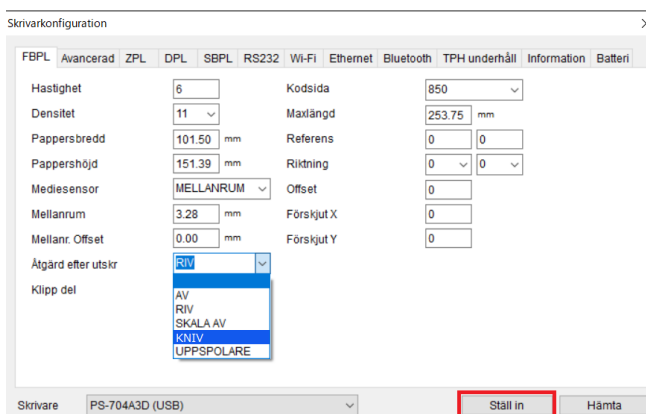 Skrivarkonfiguration
FBPL Avancerad ZPL DPL SBPL RS232 Wi-Fi Ethernet Bluetooth TPH underhåll Information Batteri
Hastighet 6 Kodsida 850
Densitet 11 Maxlängd 253.75 mm
Pappersbredd 101.50 mm Referens 0 0
Pappershöjd 151.39 mm Riktning 0 0
Mediesensor MELLANRUM Offset 0
Mellanrum 3.28 mm Förskjut X 0
Mellanr. Offset 0.00 mm Förskjut Y 0
Åtgärd efter utskr RIV
Klipp del
AV
RIV
SKALA AV
KNIV
UPPSPOLARE
Skrivare PS-704A3D (USB) Ställ in Hämta